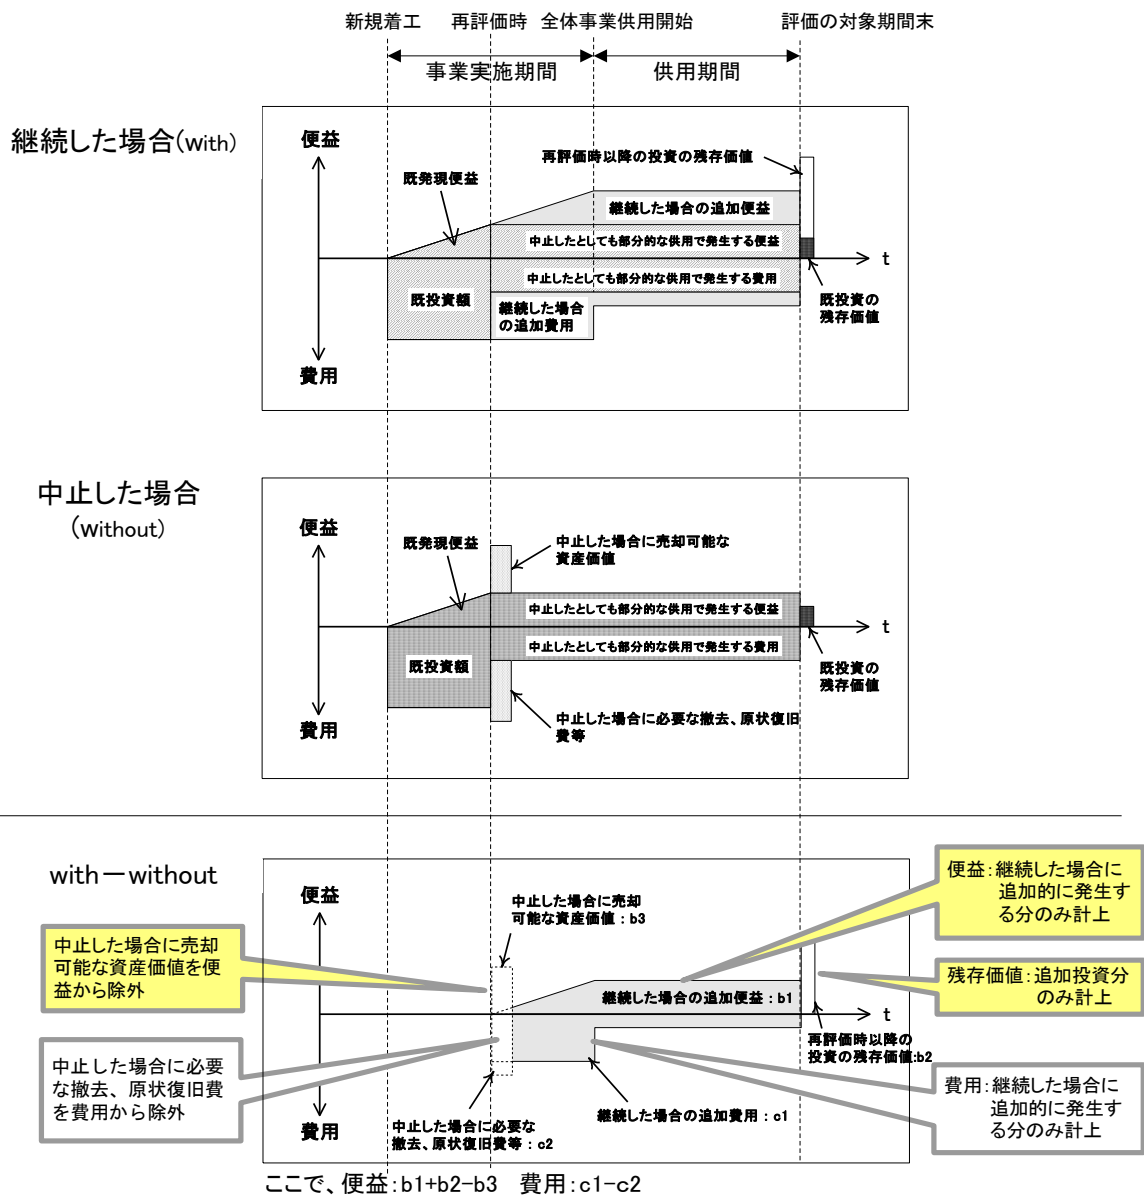 新規着工
再評価時
全体事業供用開始
評価の対象期間末
事業実施期間
供用期間
継続した場合(with)
便益
再評価時以降の投資の残存価値
既発現便益
継続した場合の追加便益
中止したとしても部分的な供用で発生する便益
t
中止したとしても部分的な供用で発生する費用
既投資額
継続した場合
の追加費用
既投資の
残存価値
費用
中止した場合
(without)
便益
既発現便益
中止した場合に売却可能な
資産価値
中止したとしても部分的な供用で発生する便益
t
中止したとしても部分的な供用で発生する費用
既投資額
既投資の
残存価値
中止した場合に必要な撤去、原状復旧
費等
費用
with－without
便益
中止した場合に売却
可能な資産価値：b3
便益：継続した場合に
追加的に発生す
る分のみ計上
中止した場合に売却
可能な資産価値を便
益から除外
残存価値：追加投資分
のみ計上
継続した場合の追加便益：b1
t
再評価時以降の
投資の残存価値:b2
中止した場合に必要
な撤去、原状復旧費
を費用から除外
費用：継続した場合に
追加的に発生す
る分のみ計上
継続した場合の追加費用：c1
中止した場合に必要な
撤去、原状復旧費等：c2
費用
ここで、便益：b1+b2-b3　費用：c1-c2